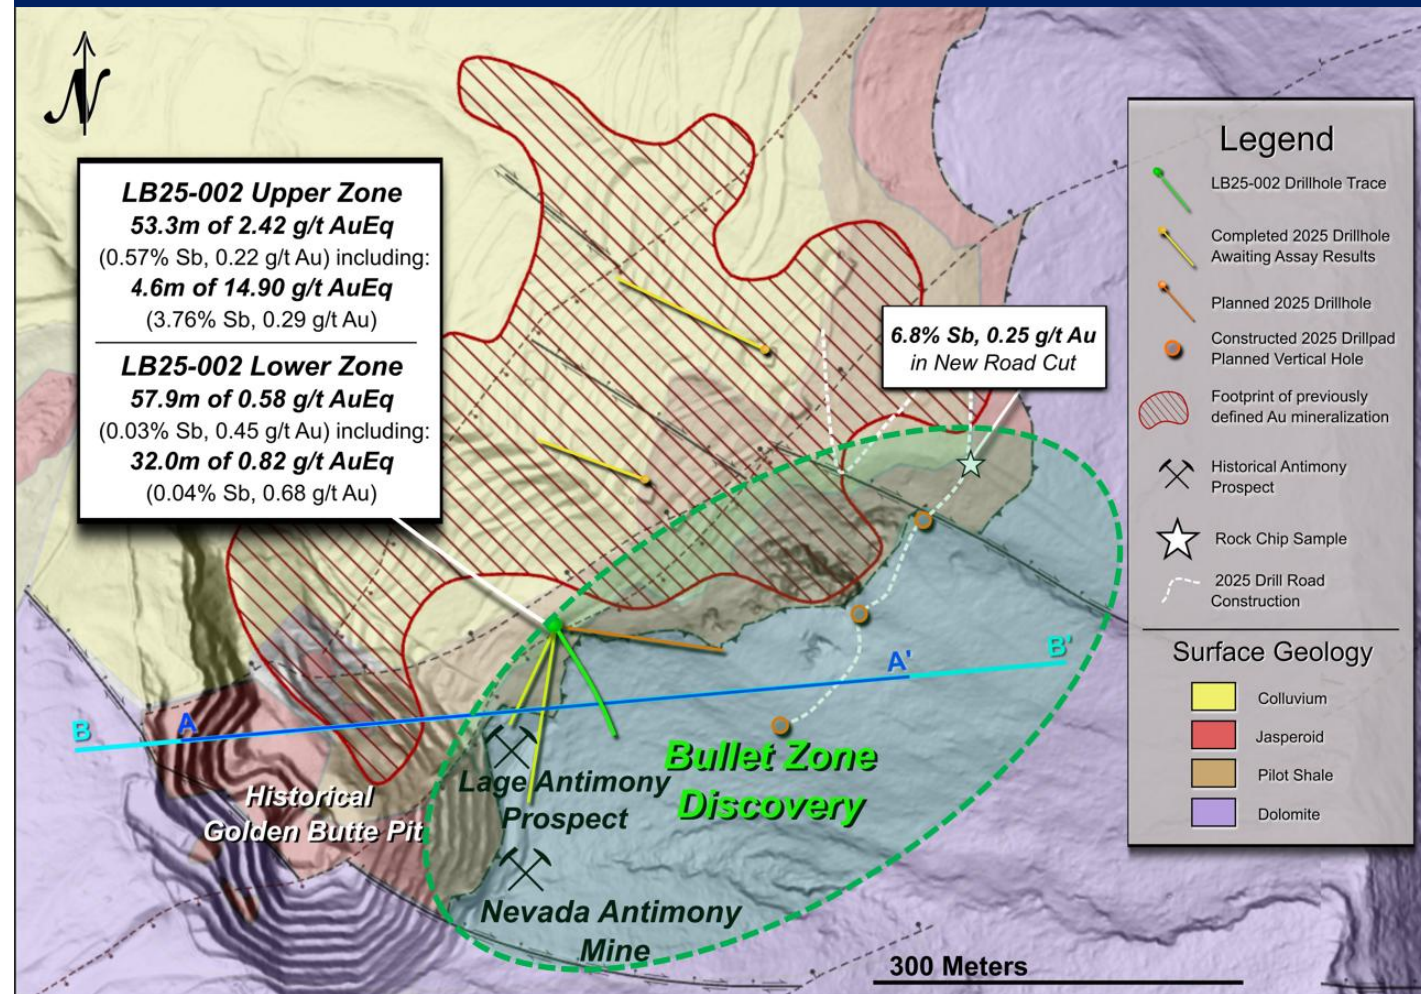 N
LB25-002 Upper Zone
53.3m of 2.42 g/t AuEq
(0.57% Sb, 0.22 g/t Au) including:
4.6m of 14.90 g/t AuEq
(3.76% Sb, 0.29 g/t Au)
LB25-002 Lower Zone
57.9m of 0.58 g/t AuEq
(0.03% Sb, 0.45 g/t Au) including:
32.0m of 0.82 g/t AuEq
(0.04% Sb, 0.68 g/t Au)
6.8% Sb, 0.25 g/t Au
in New Road Cut
Legend
LB25-002 Drillhole Trace
Completed 2025 Drillhole
Awaiting Assay Results
Planned 2025 Drillhole
Constructed 2025 Drillpad
Planned Vertical Hole
Footprint of previously
defined Au mineralization
Historical Antimony
Prospect
Rock Chip Sample
2025 Drill Road
Construction
Surface Geology
Colluvium
Jasperoid
Pilot Shale
Dolomite
B
A
A'
B'
Historical
Golden Butte Pit
Lage Antimony
Prospect
Bullet Zone
Discovery
Nevada Antimony
Mine
300 Meters